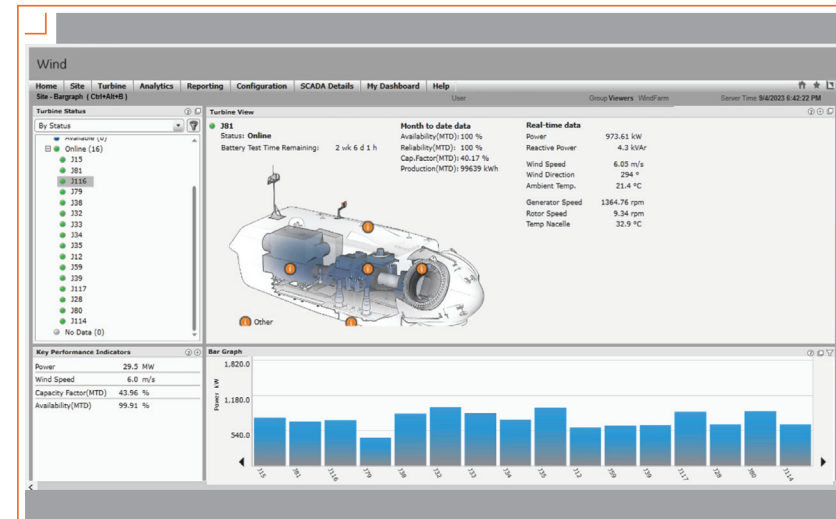 Wind
Home Site Turbine Analytics Reporting Configuration SCADA Details My Dashboard Help
Site - Bargraph ( Ctrl+Alt+B )
User
Group Viewers WindFarm
Server Time 9/4/2023 6:42:22 PM
Turbine Status
By Status
Available (0)
Online (16)
J15
J81
J116
J79
J38
J32
J33
J34
J35
J12
J59
J39
J117
J28
J80
J114
No Data (0)
Turbine View
J81
Status: Online
Battery Test Time Remaining: 2 wk 6 d 1 h
Month to date data
Availability(MTD): 100 %
Reliability(MTD): 100 %
Cap.Factor(MTD): 40.17 %
Production(MTD): 99639 kWh
Real-time data
Power 973.61 kW
Reactive Power 4.3 kVAr
Wind Speed 6.05 m/s
Wind Direction 294 °
Ambient Temp. 21.4 °C
Generator Speed 1364.76 rpm
Rotor Speed 9.34 rpm
Temp Nacelle 32.9 °C
Other
Key Performance Indicators
Power 29.5 MW
Wind Speed 6.0 m/s
Capacity Factor(MTD) 43.96 %
Availability(MTD) 99.91 %
Bar Graph
Power kW
1,820.0
1,180.0
540.0
J15 J81 J116 J79 J38 J32 J33 J34 J35 J12 J59 J39 J117 J28 J80 J114